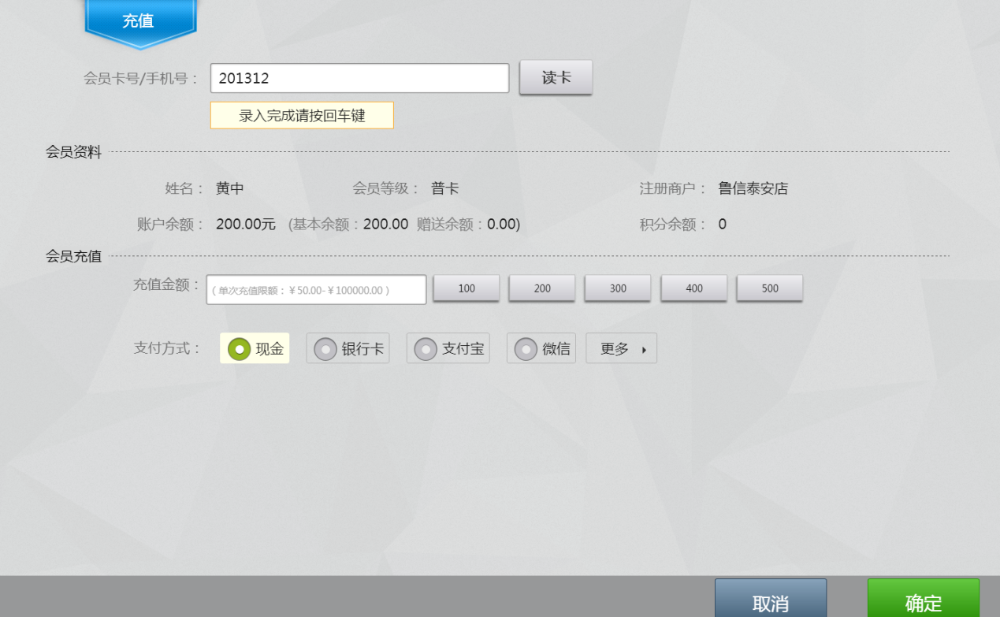 充值
会员卡号/手机号： 201312 读卡
录入完成请按回车键
会员资料
姓名： 黄中 会员等级： 普卡 注册商户： 鲁信泰安店
账户余额： 200.00元 (基本余额：200.00 赠送余额：0.00) 积分余额： 0
会员充值
充值金额： (单次充值限额：￥50.00-￥100000.00) 100 200 300 400 500
支付方式： 现金 银行卡 支付宝 微信 更多
取消 确定